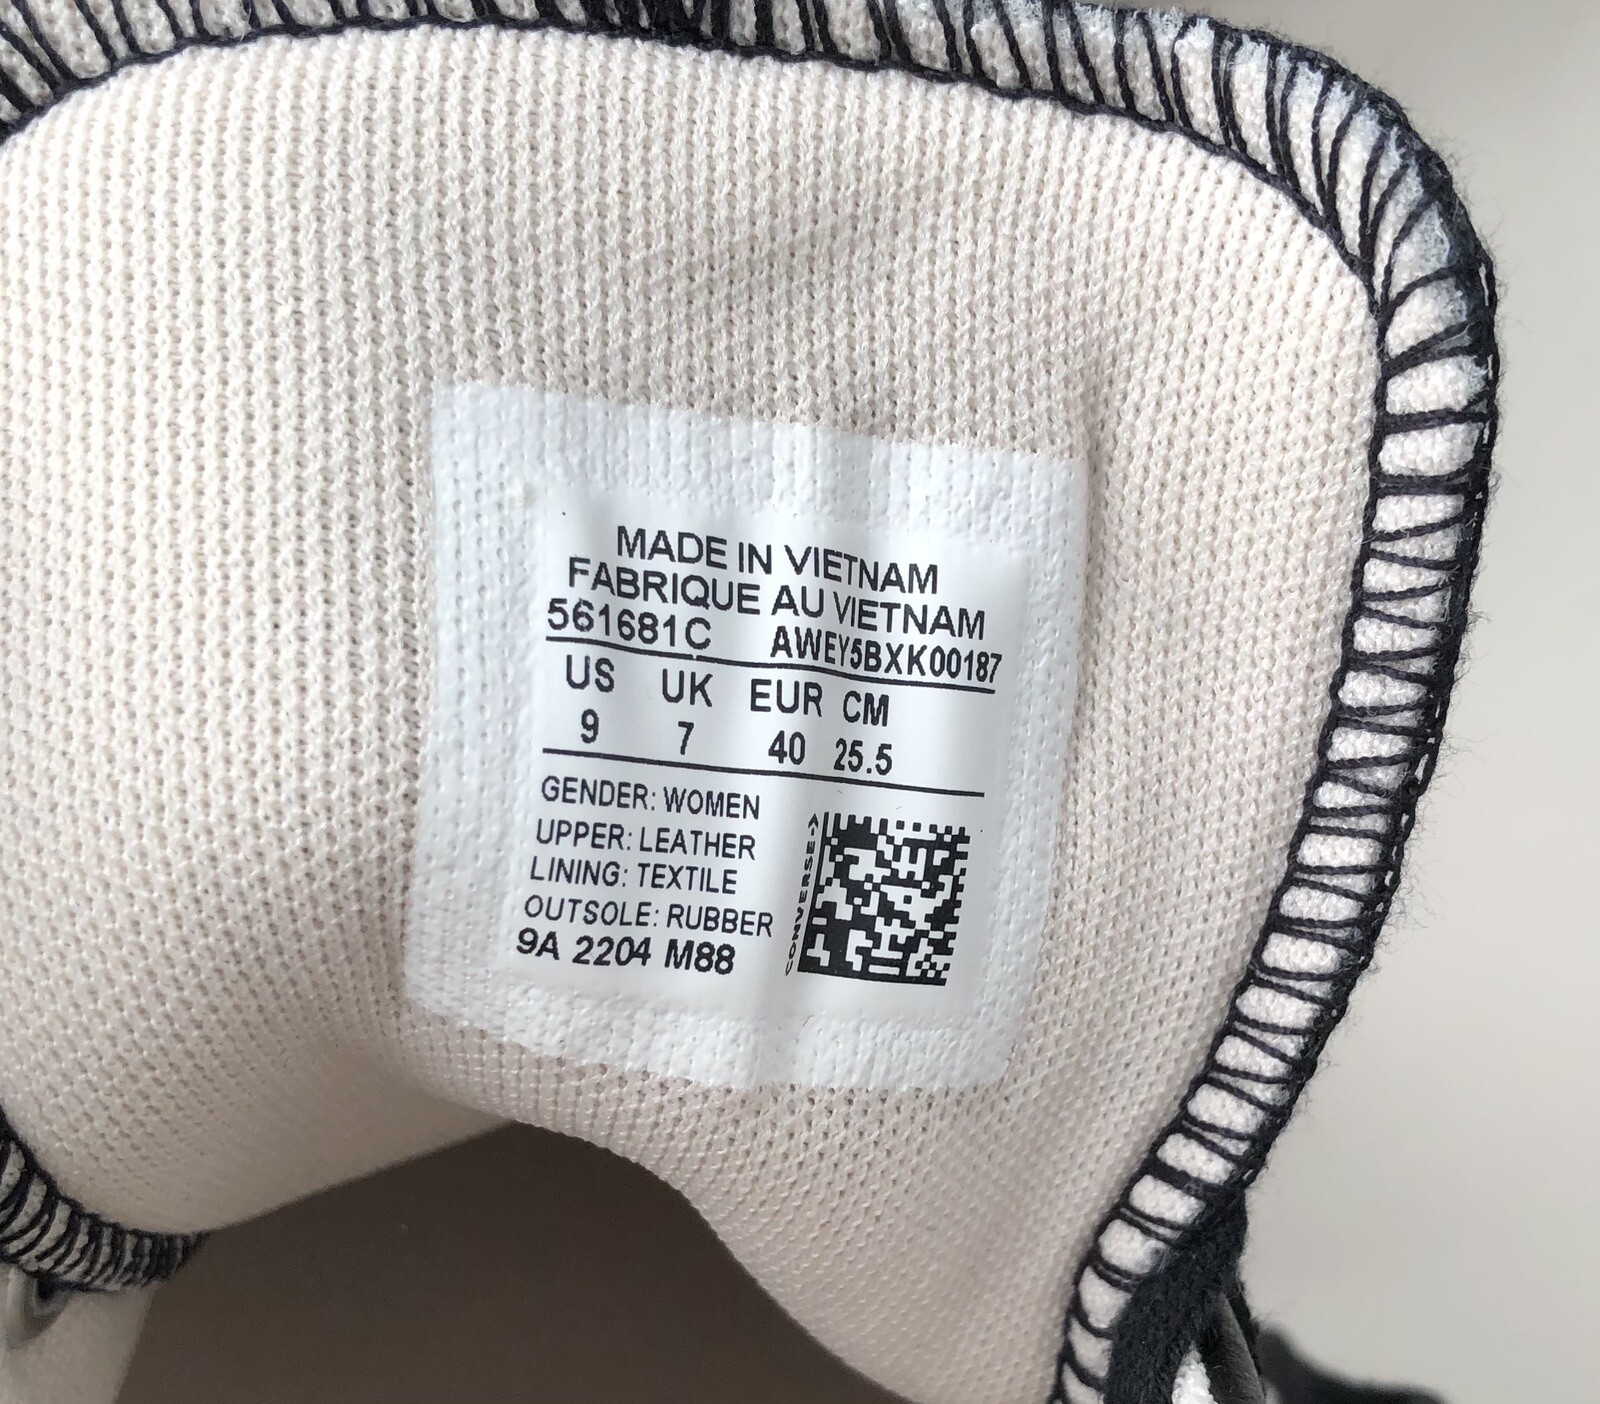 MADE IN VIETNAM
FABRIQUE AU VIETNAM
561681C AWEY5BXK00187
US UK EUR CM
9 7 40 25.5
GENDER: WOMEN
UPPER: LEATHER
LINING: TEXTILE
OUTSOLE: RUBBER
9A 2204 M88
CONVERSE->